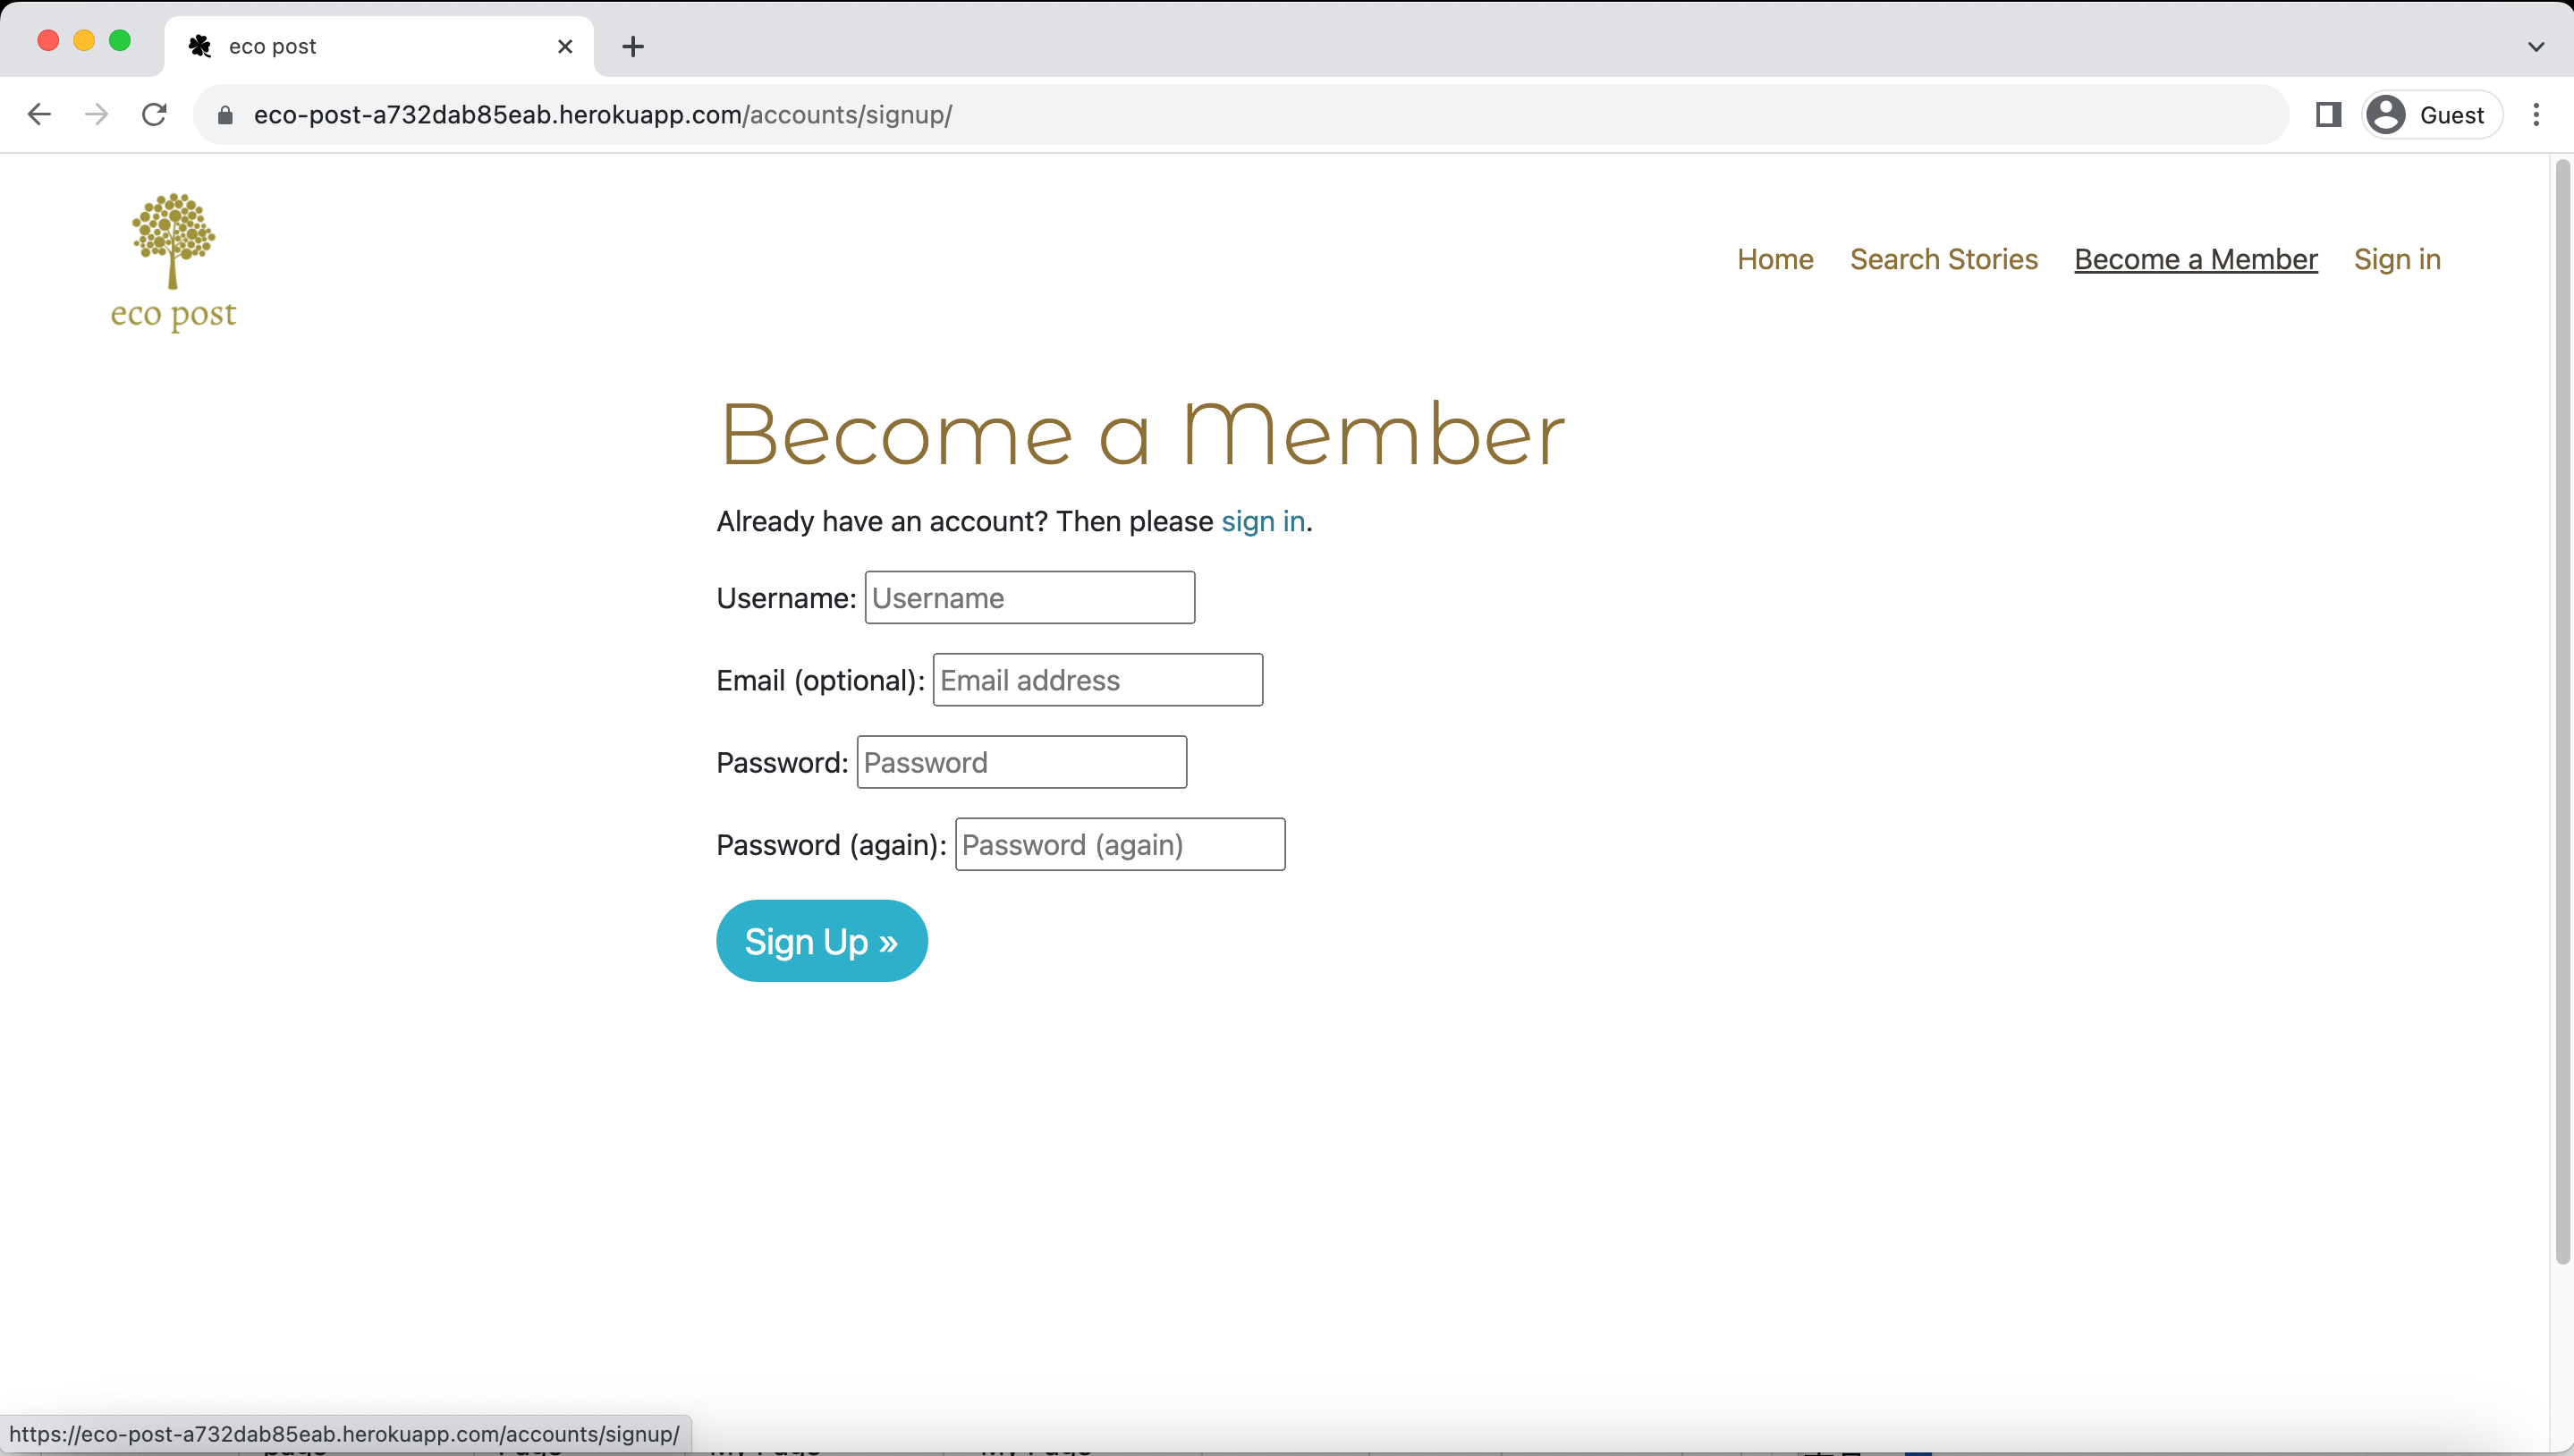 eco post
eco-post-a732dab85eab.herokuapp.com/accounts/signup/
Guest
eco post
Home Search Stories Become a Member Sign in
Become a Member
Already have an account? Then please sign in.
Username: Username
Email (optional): Email address
Password: Password
Password (again): Password (again)
Sign Up »
https://eco-post-a732dab85eab.herokuapp.com/accounts/signup/